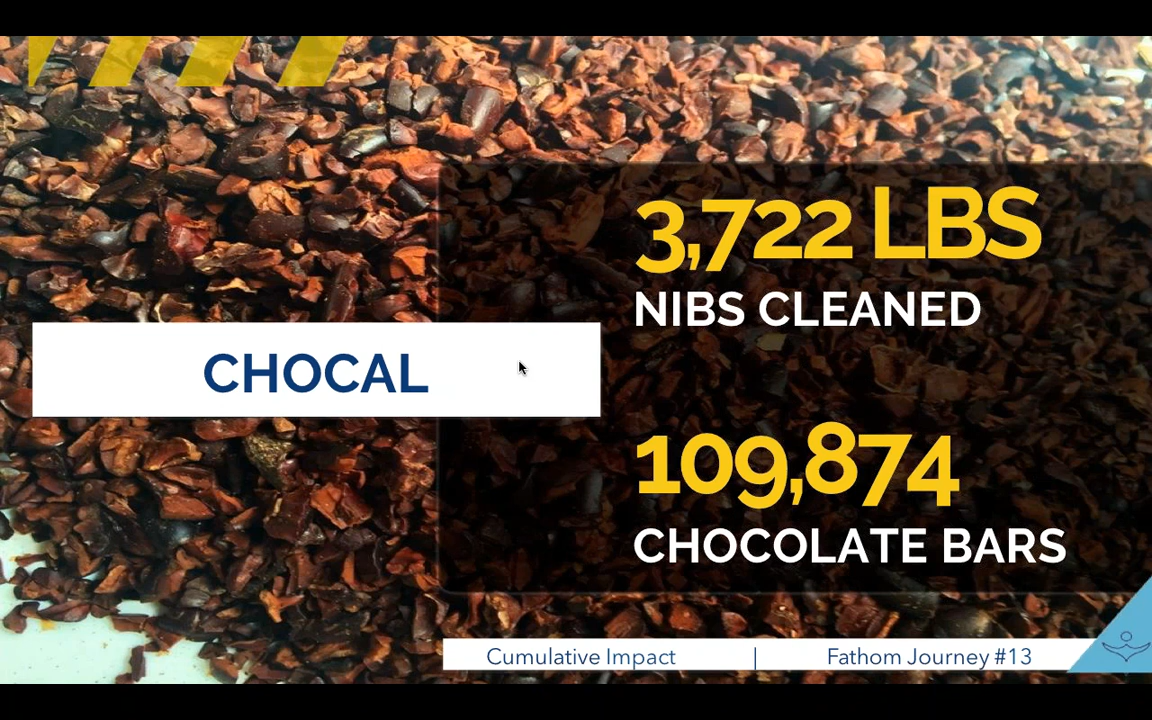 3,722 LBS
NIBS CLEANED
CHOCAL
109,874
CHOCOLATE BARS
Cumulative Impact | Fathom Journey #13